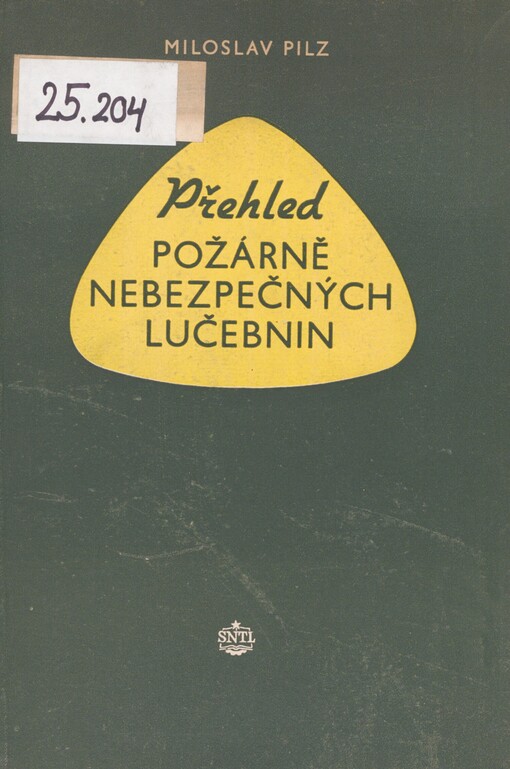 MILOSLAV PILZ
25.204
Přehled
POŽÁRNĚ
NEBEZPEČNÝCH
LUČEBNIN
SNTL